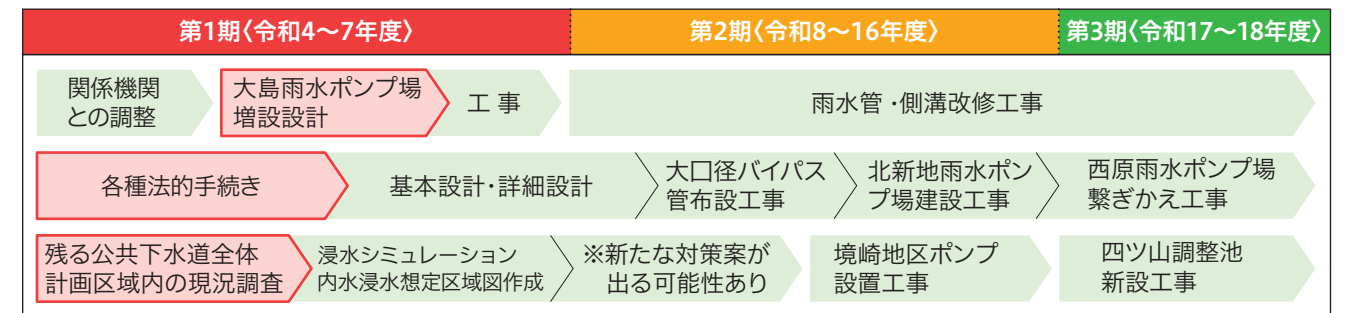 第1期〈令和4～7年度〉
第2期〈令和8～16年度〉
第3期〈令和17～18年度〉
関係機関
との調整
大島雨水ポンプ場
増設設計
工 事
雨水管・側溝改修工事
各種法的手続き
基本設計・詳細設計
大口径バイパス
管布設工事
北新地雨水ポン
プ場建設工事
西原雨水ポンプ場
繋ぎかえ工事
残る公共下水道全体
計画区域内の現況調査
浸水シミュレーション
内水浸水想定区域図作成
※新たな対策案が
出る可能性あり
境崎地区ポンプ
設置工事
四ツ山調整池
新設工事